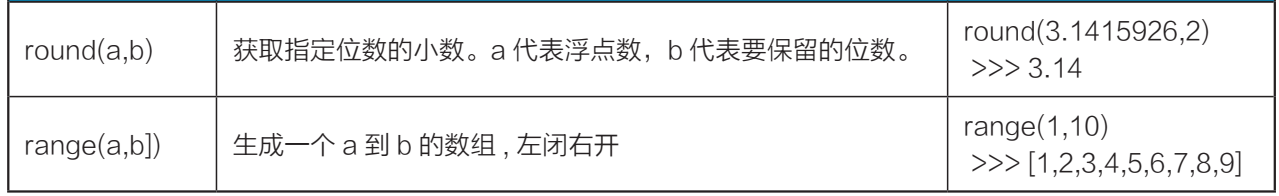 round(a,b)
获取指定位数的小数。a 代表浮点数，b 代表要保留的位数。
round(3.1415926,2)
>>> 3.14
range(a,b])
生成一个 a 到 b 的数组 , 左闭右开
range(1,10)
>>> [1,2,3,4,5,6,7,8,9]